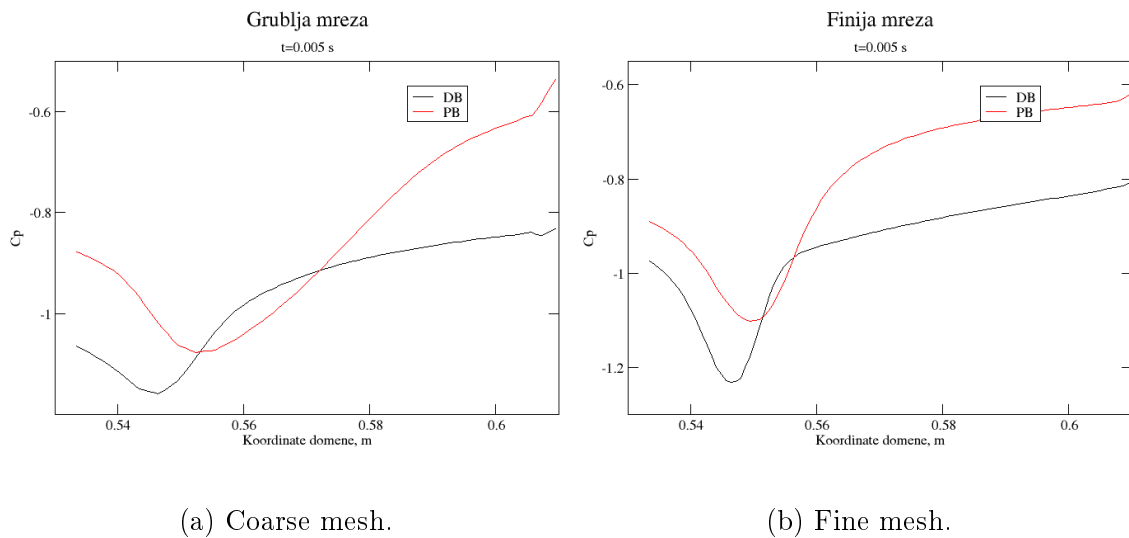 Grublja mreza
t=0.005 s
DB
PB
-0.6
-0.8
-1
Cp
0.54
0.56
0.58
0.6
Koordinate domene, m
(a) Coarse mesh.
Finija mreza
t=0.005 s
DB
PB
-0.6
-0.8
-1
-1.2
Cp
0.54
0.56
0.58
0.6
Koordinate domene, m
(b) Fine mesh.